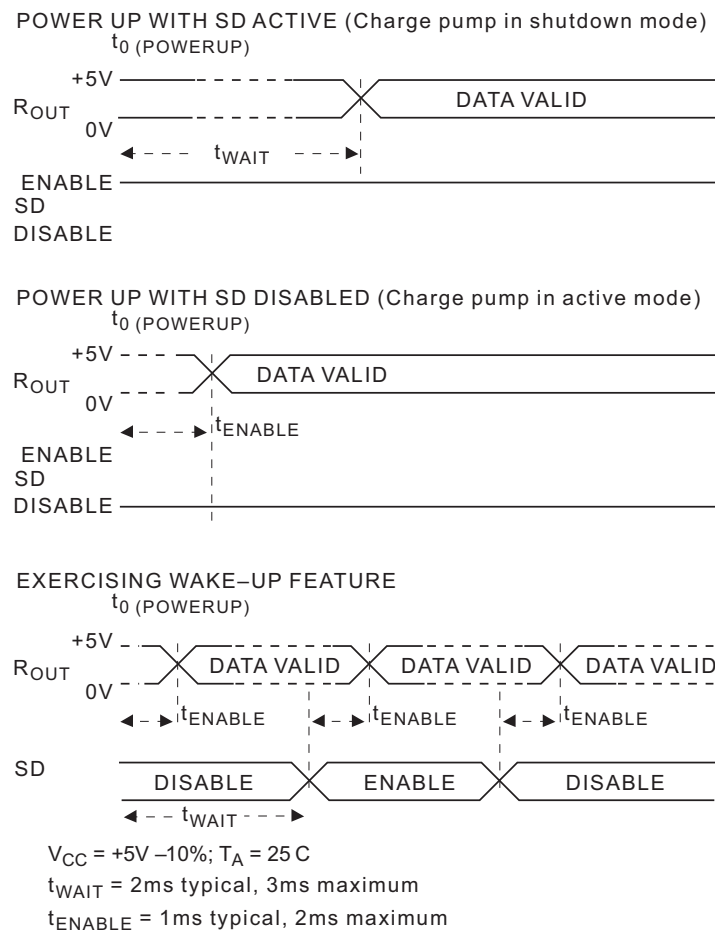 POWER UP WITH SD ACTIVE (Charge pump in shutdown mode)
t0 (POWERUP)
+5V
ROUT
DATA VALID
0V
tWAIT
ENABLE
SD
DISABLE
POWER UP WITH SD DISABLED (Charge pump in active mode)
t0 (POWERUP)
+5V
ROUT
DATA VALID
0V
tENABLE
ENABLE
SD
DISABLE
EXERCISING WAKE–UP FEATURE
t0 (POWERUP)
+5V
ROUT
DATA VALID DATA VALID DATA VALID
0V
tENABLE tENABLE tENABLE
SD
DISABLE ENABLE DISABLE
tWAIT
VCC = +5V –10%; TA = 25 C
tWAIT = 2ms typical, 3ms maximum
tENABLE = 1ms typical, 2ms maximum